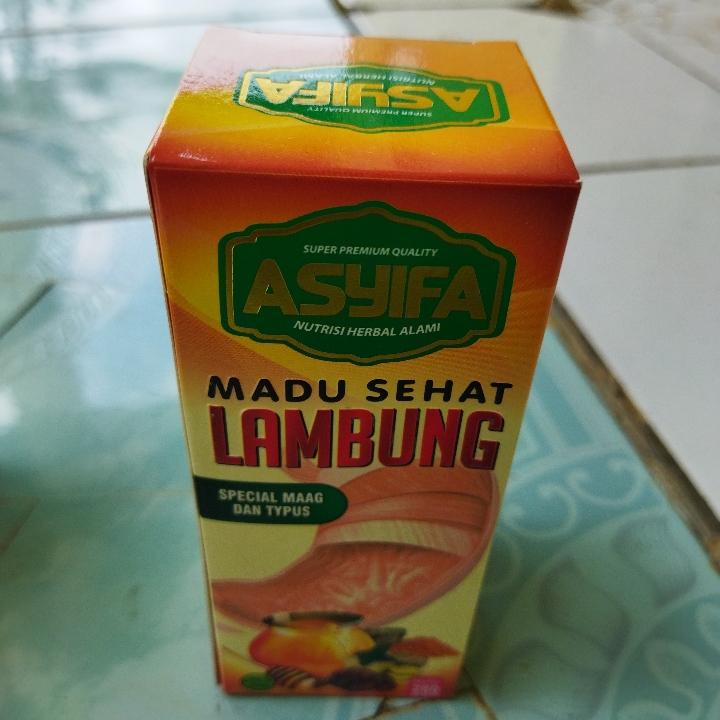 SUPER PREMIUM QUALITY
ASYIFA
NUTRISI HERBAL ALAMI
SUPER PREMIUM QUALITY
ASYIFA
NUTRISI HERBAL ALAMI
MADU SEHAT
LAMBUNG
SPECIAL MAAG
DAN TYPUS